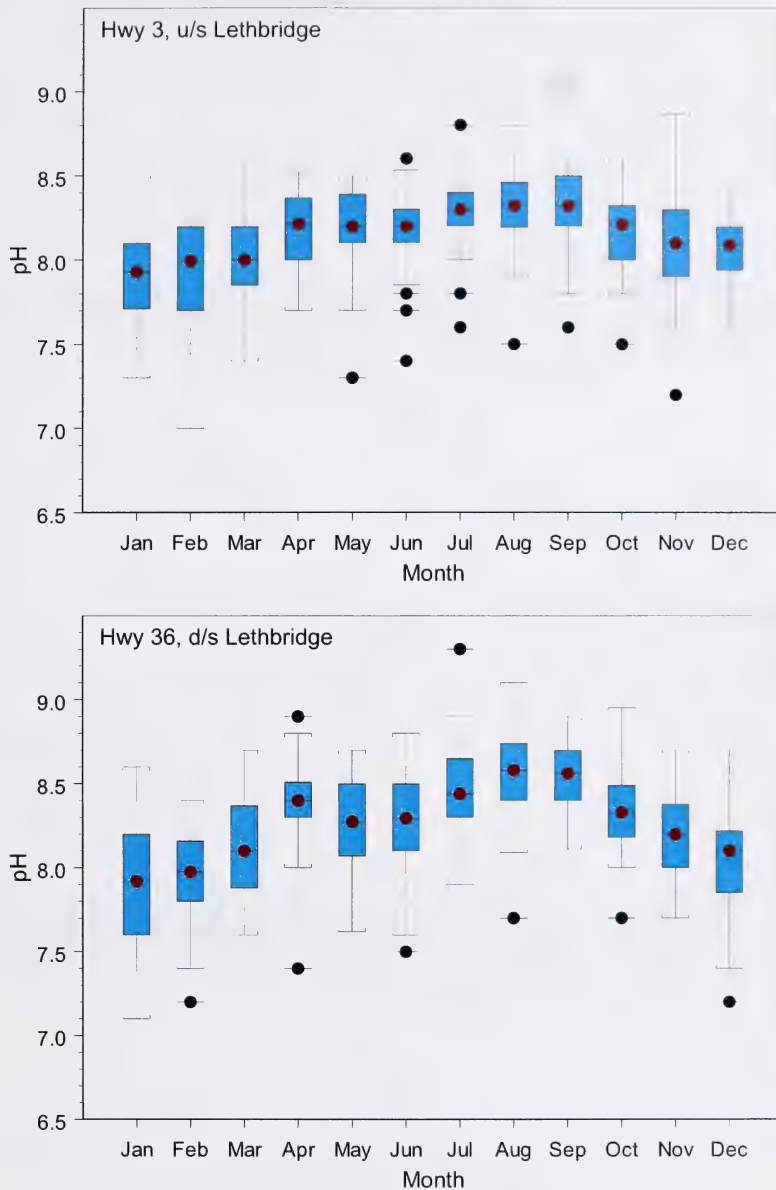 Hwy 3, u/s Lethbridge
9.0
8.5
8.0
7.5
7.0
6.5
pH
Jan Feb Mar Apr May Jun Jul Aug Sep Oct Nov Dec
Month
Hwy 36, d/s Lethbridge
9.0
8.5
8.0
7.5
7.0
6.5
pH
Jan Feb Mar Apr May Jun Jul Aug Sep Oct Nov Dec
Month